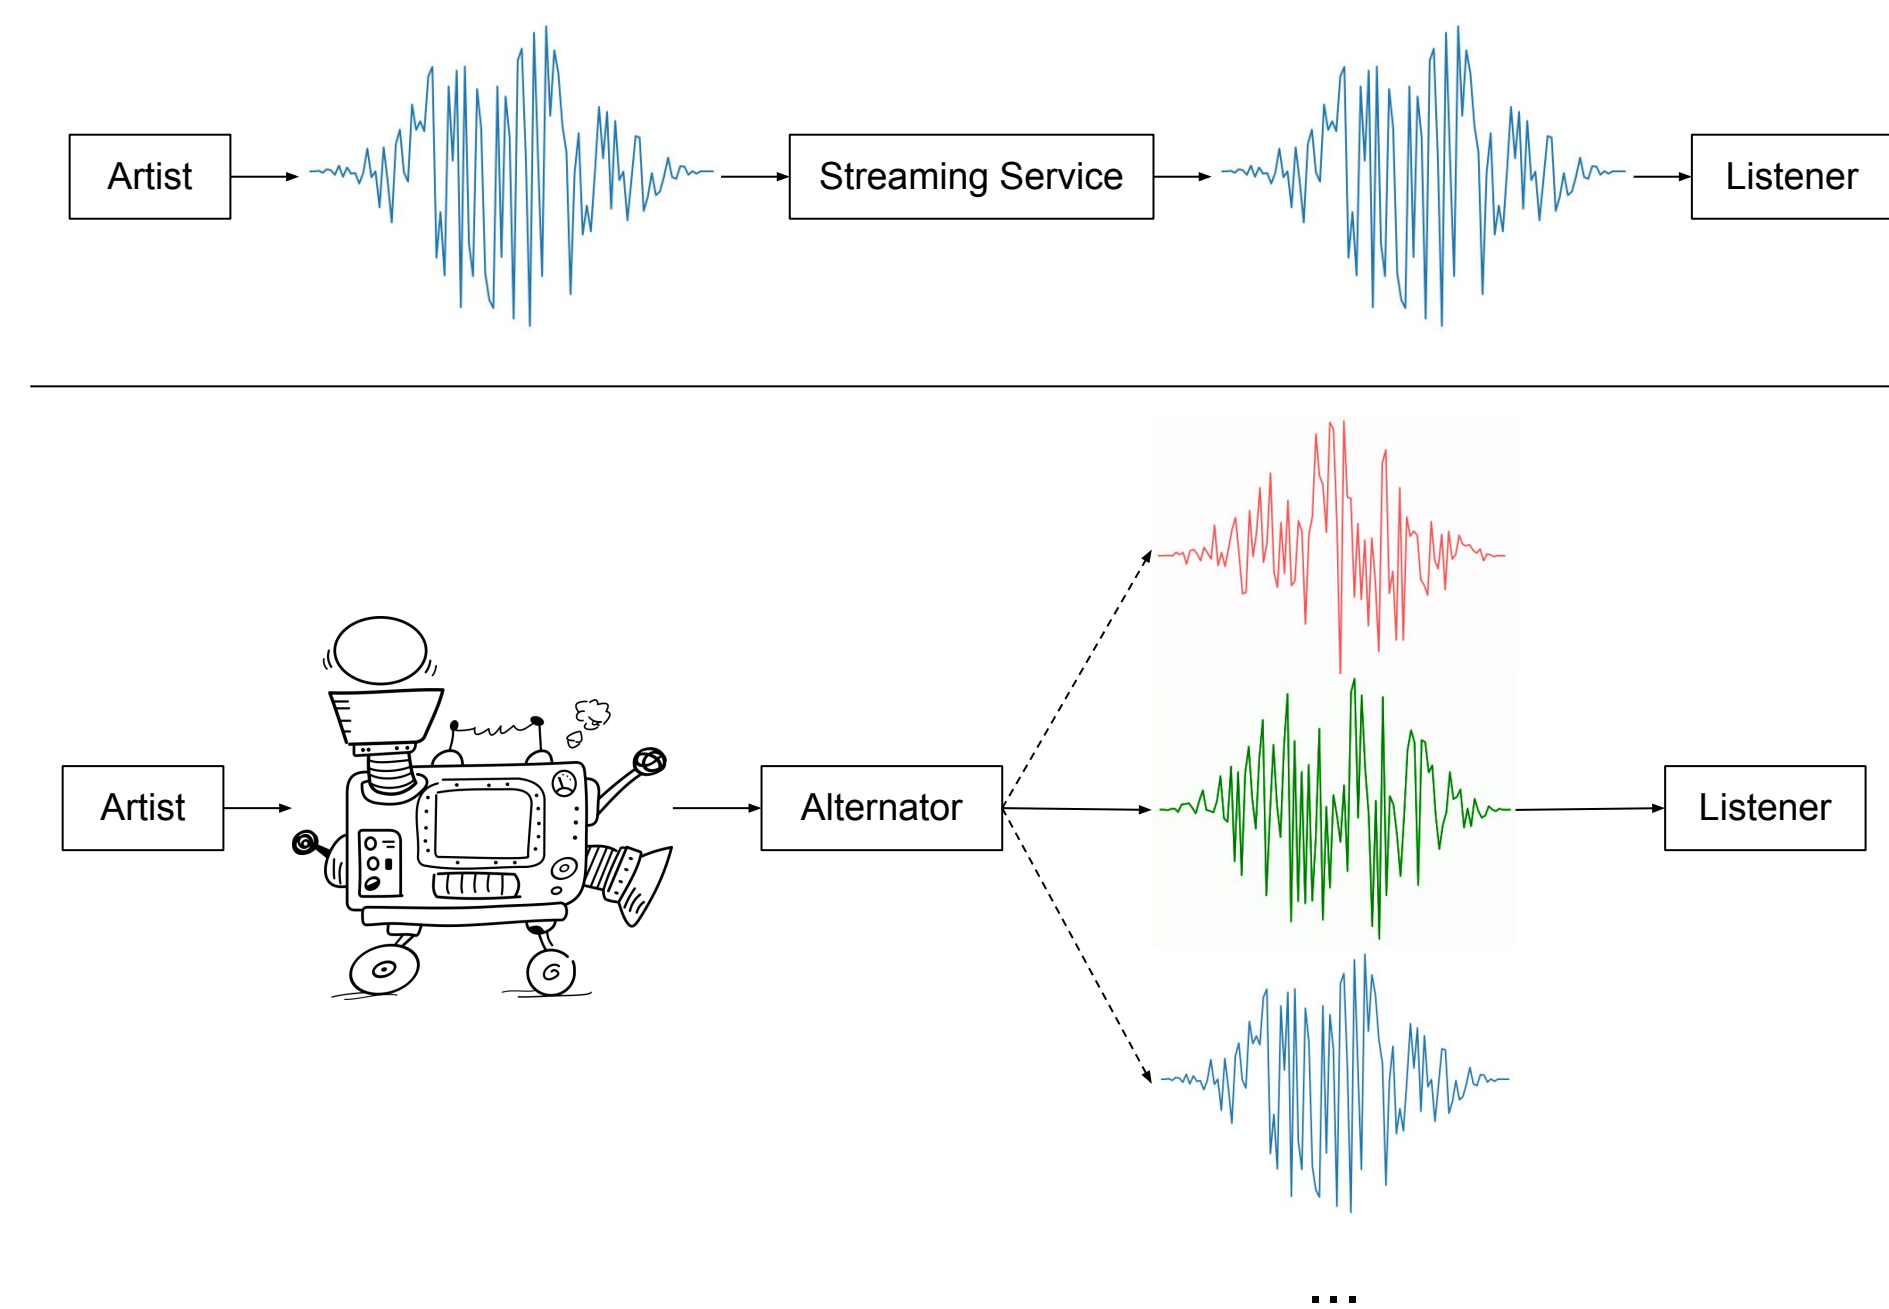 Artist
Streaming Service
Listener
Artist
Alternator
Listener
...